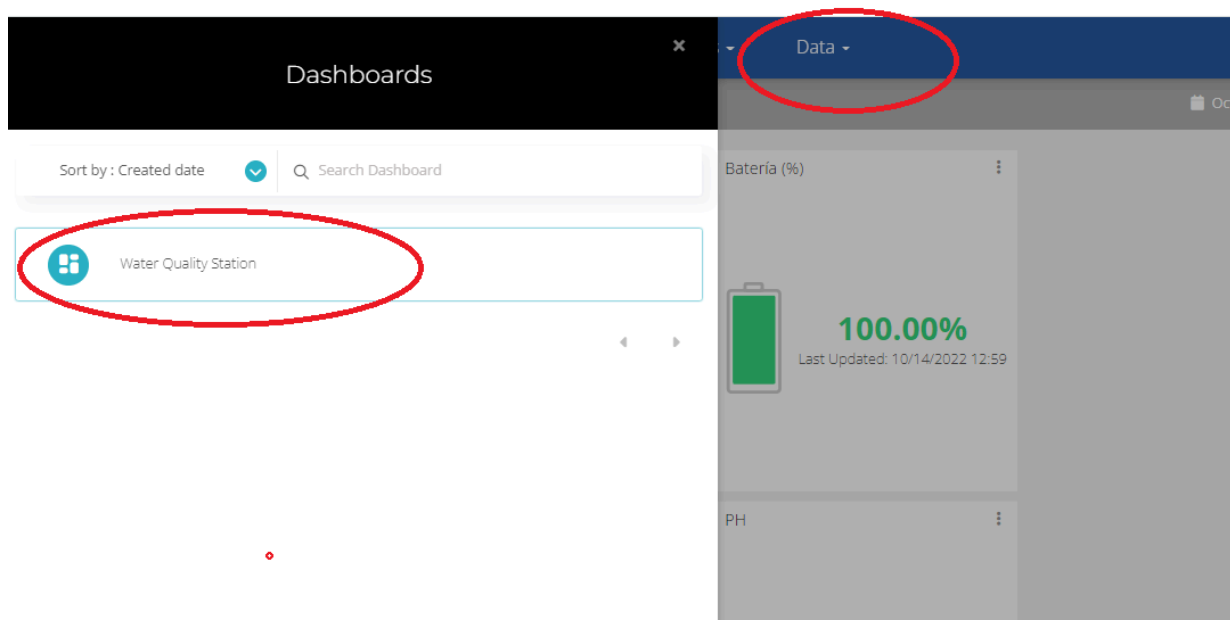 Dashboards
Data
Oc
Sort by : Created date
Search Dashboard
Water Quality Station
Batería (%)
100.00%
Last Updated: 10/14/2022 12:59
PH